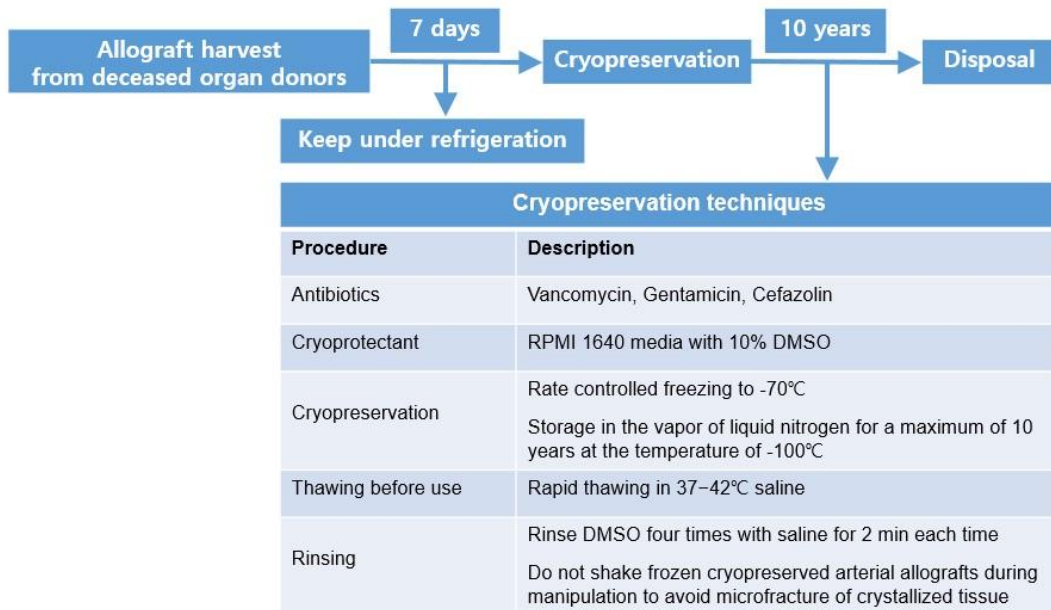 Allograft harvest
from deceased organ donors
7 days
Cryopreservation
10 years
Disposal
Keep under refrigeration
Cryopreservation techniques
Procedure
Description
Antibiotics
Vancomycin, Gentamicin, Cefazolin
Cryoprotectant
RPMI 1640 media with 10% DMSO
Cryopreservation
Rate controlled freezing to -70℃
Storage in the vapor of liquid nitrogen for a maximum of 10
years at the temperature of -100℃
Thawing before use
Rapid thawing in 37−42℃ saline
Rinsing
Rinse DMSO four times with saline for 2 min each time
Do not shake frozen cryopreserved arterial allografts during
manipulation to avoid microfracture of crystallized tissue